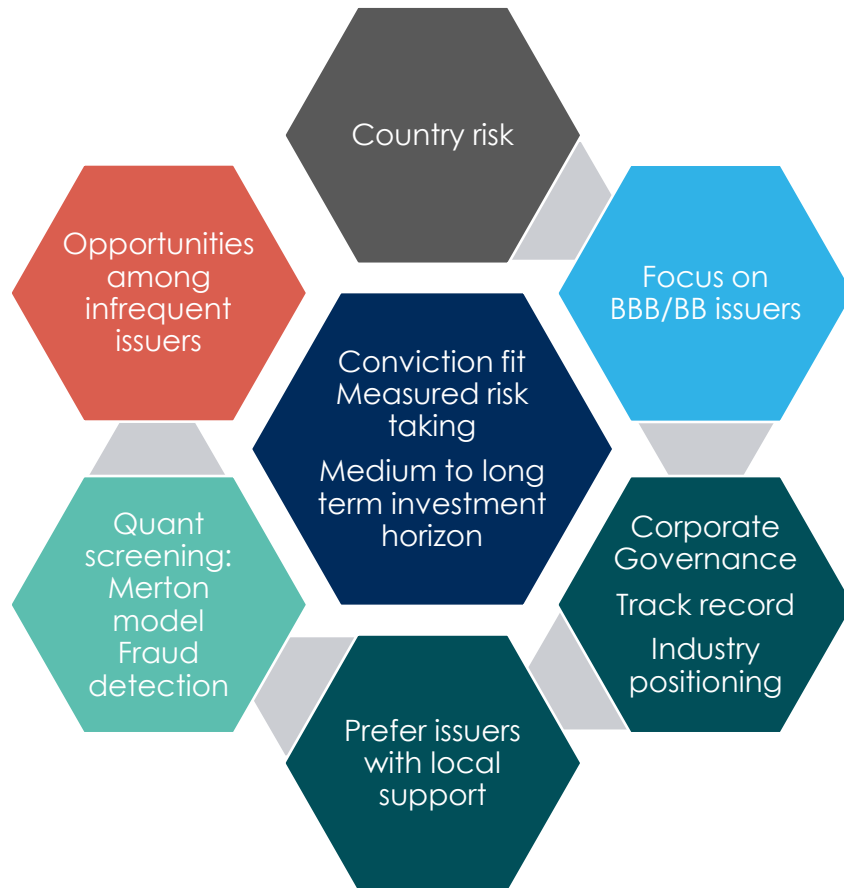 Country risk
Opportunities
among
infrequent
issuers
Focus on
BBB/BB issuers
Conviction fit
Measured risk
taking
Medium to long
term investment
horizon
Quant
screening:
Merton
model
Fraud
detection
Corporate
Governance
Track record
Industry
positioning
Prefer issuers
with local
support